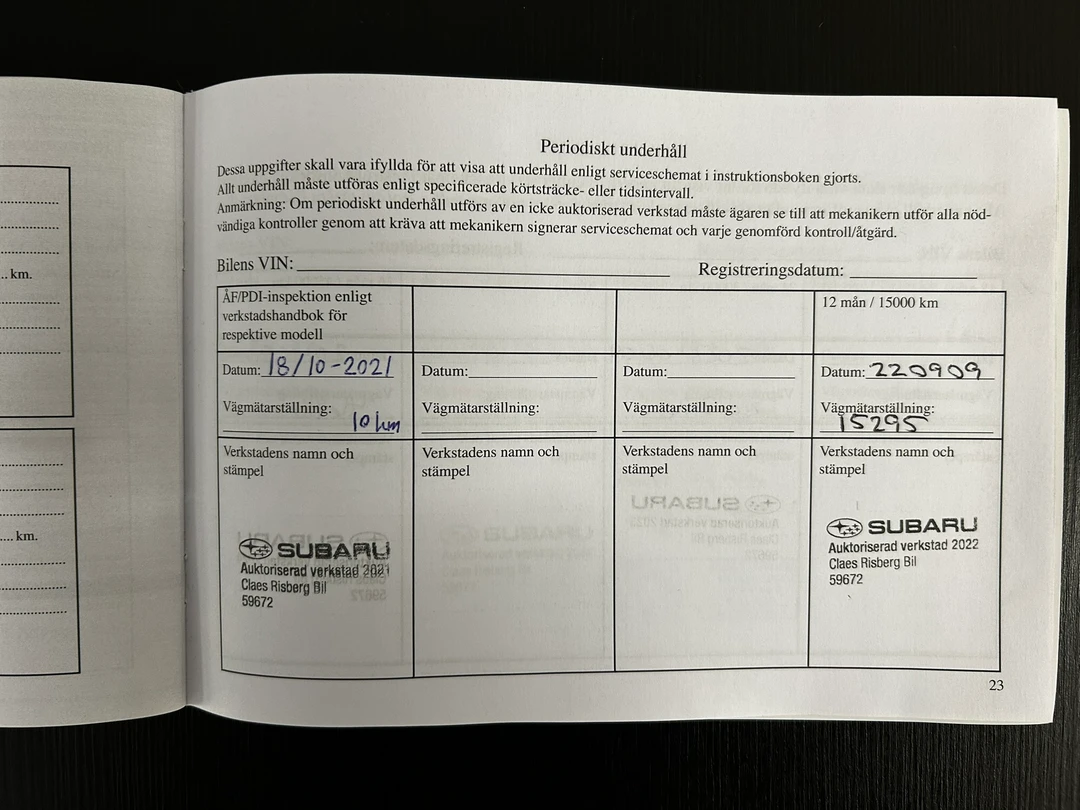 .. km.
.... km.
Periodiskt underhåll
Dessa uppgifter skall vara ifyllda för att visa att underhåll enligt serviceschemat i instruktionsboken gjorts.
Allt underhåll måste utföras enligt specificerade körtsträcke- eller tidsintervall.
Anmärkning: Om periodiskt underhåll utförs av en icke auktoriserad verkstad måste ägaren se till att mekanikern utför alla nöd-
vändiga kontroller genom att kräva att mekanikern signerar serviceschemat och varje genomförd kontroll/åtgärd.
Bilens VIN: Registreringsdatum:
ÅF/PDI-inspektion enligt
verkstadshandbok för
respektive modell
12 mån / 15000 km
Datum: 18/10-2021 Datum: Datum: Datum: 220909
Vägmätarställning: Vägmätarställning: Vägmätarställning: Vägmätarställning:
10 km 15295
Verkstadens namn och Verkstadens namn och Verkstadens namn och Verkstadens namn och
stämpel stämpel stämpel stämpel
SUBARU
Auktoriserad verkstad 2021
Claes Risberg Bil
59672
SUBARU
Auktoriserad verkstad 2022
Claes Risberg Bil
59672
23